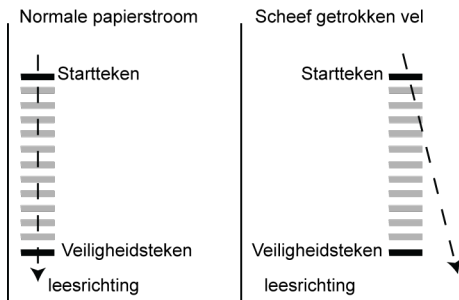 Normale papierstroom
Startteken
Veiligheidsteken
leesrichting
Scheef getrokken vel
Startteken
Veiligheidsteken
leesrichting